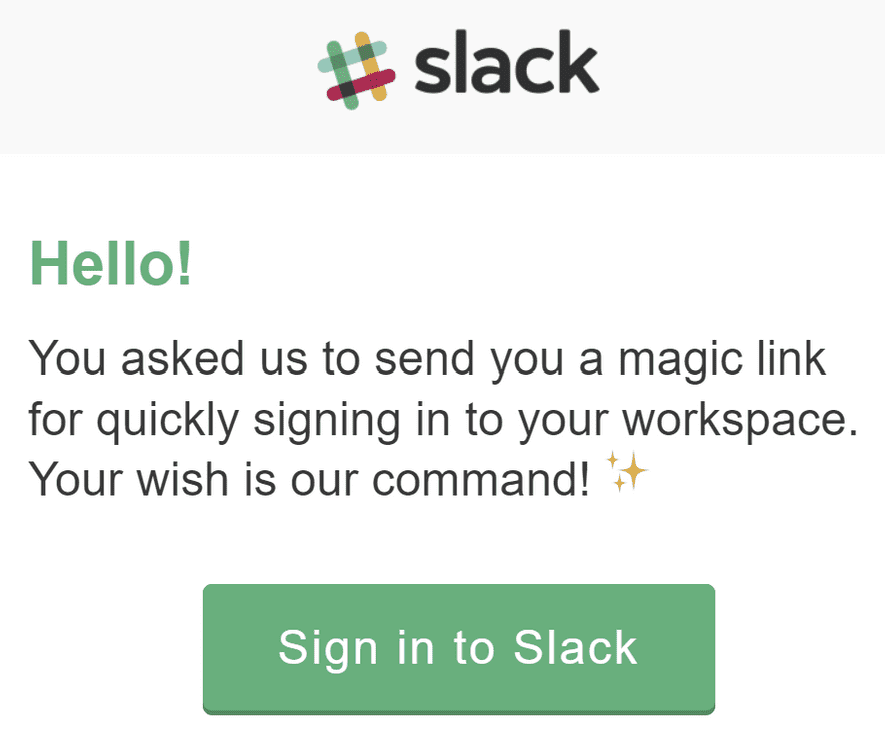 slack
Hello!
You asked us to send you a magic link
for quickly signing in to your workspace.
Your wish is our command! ✨
Sign in to Slack